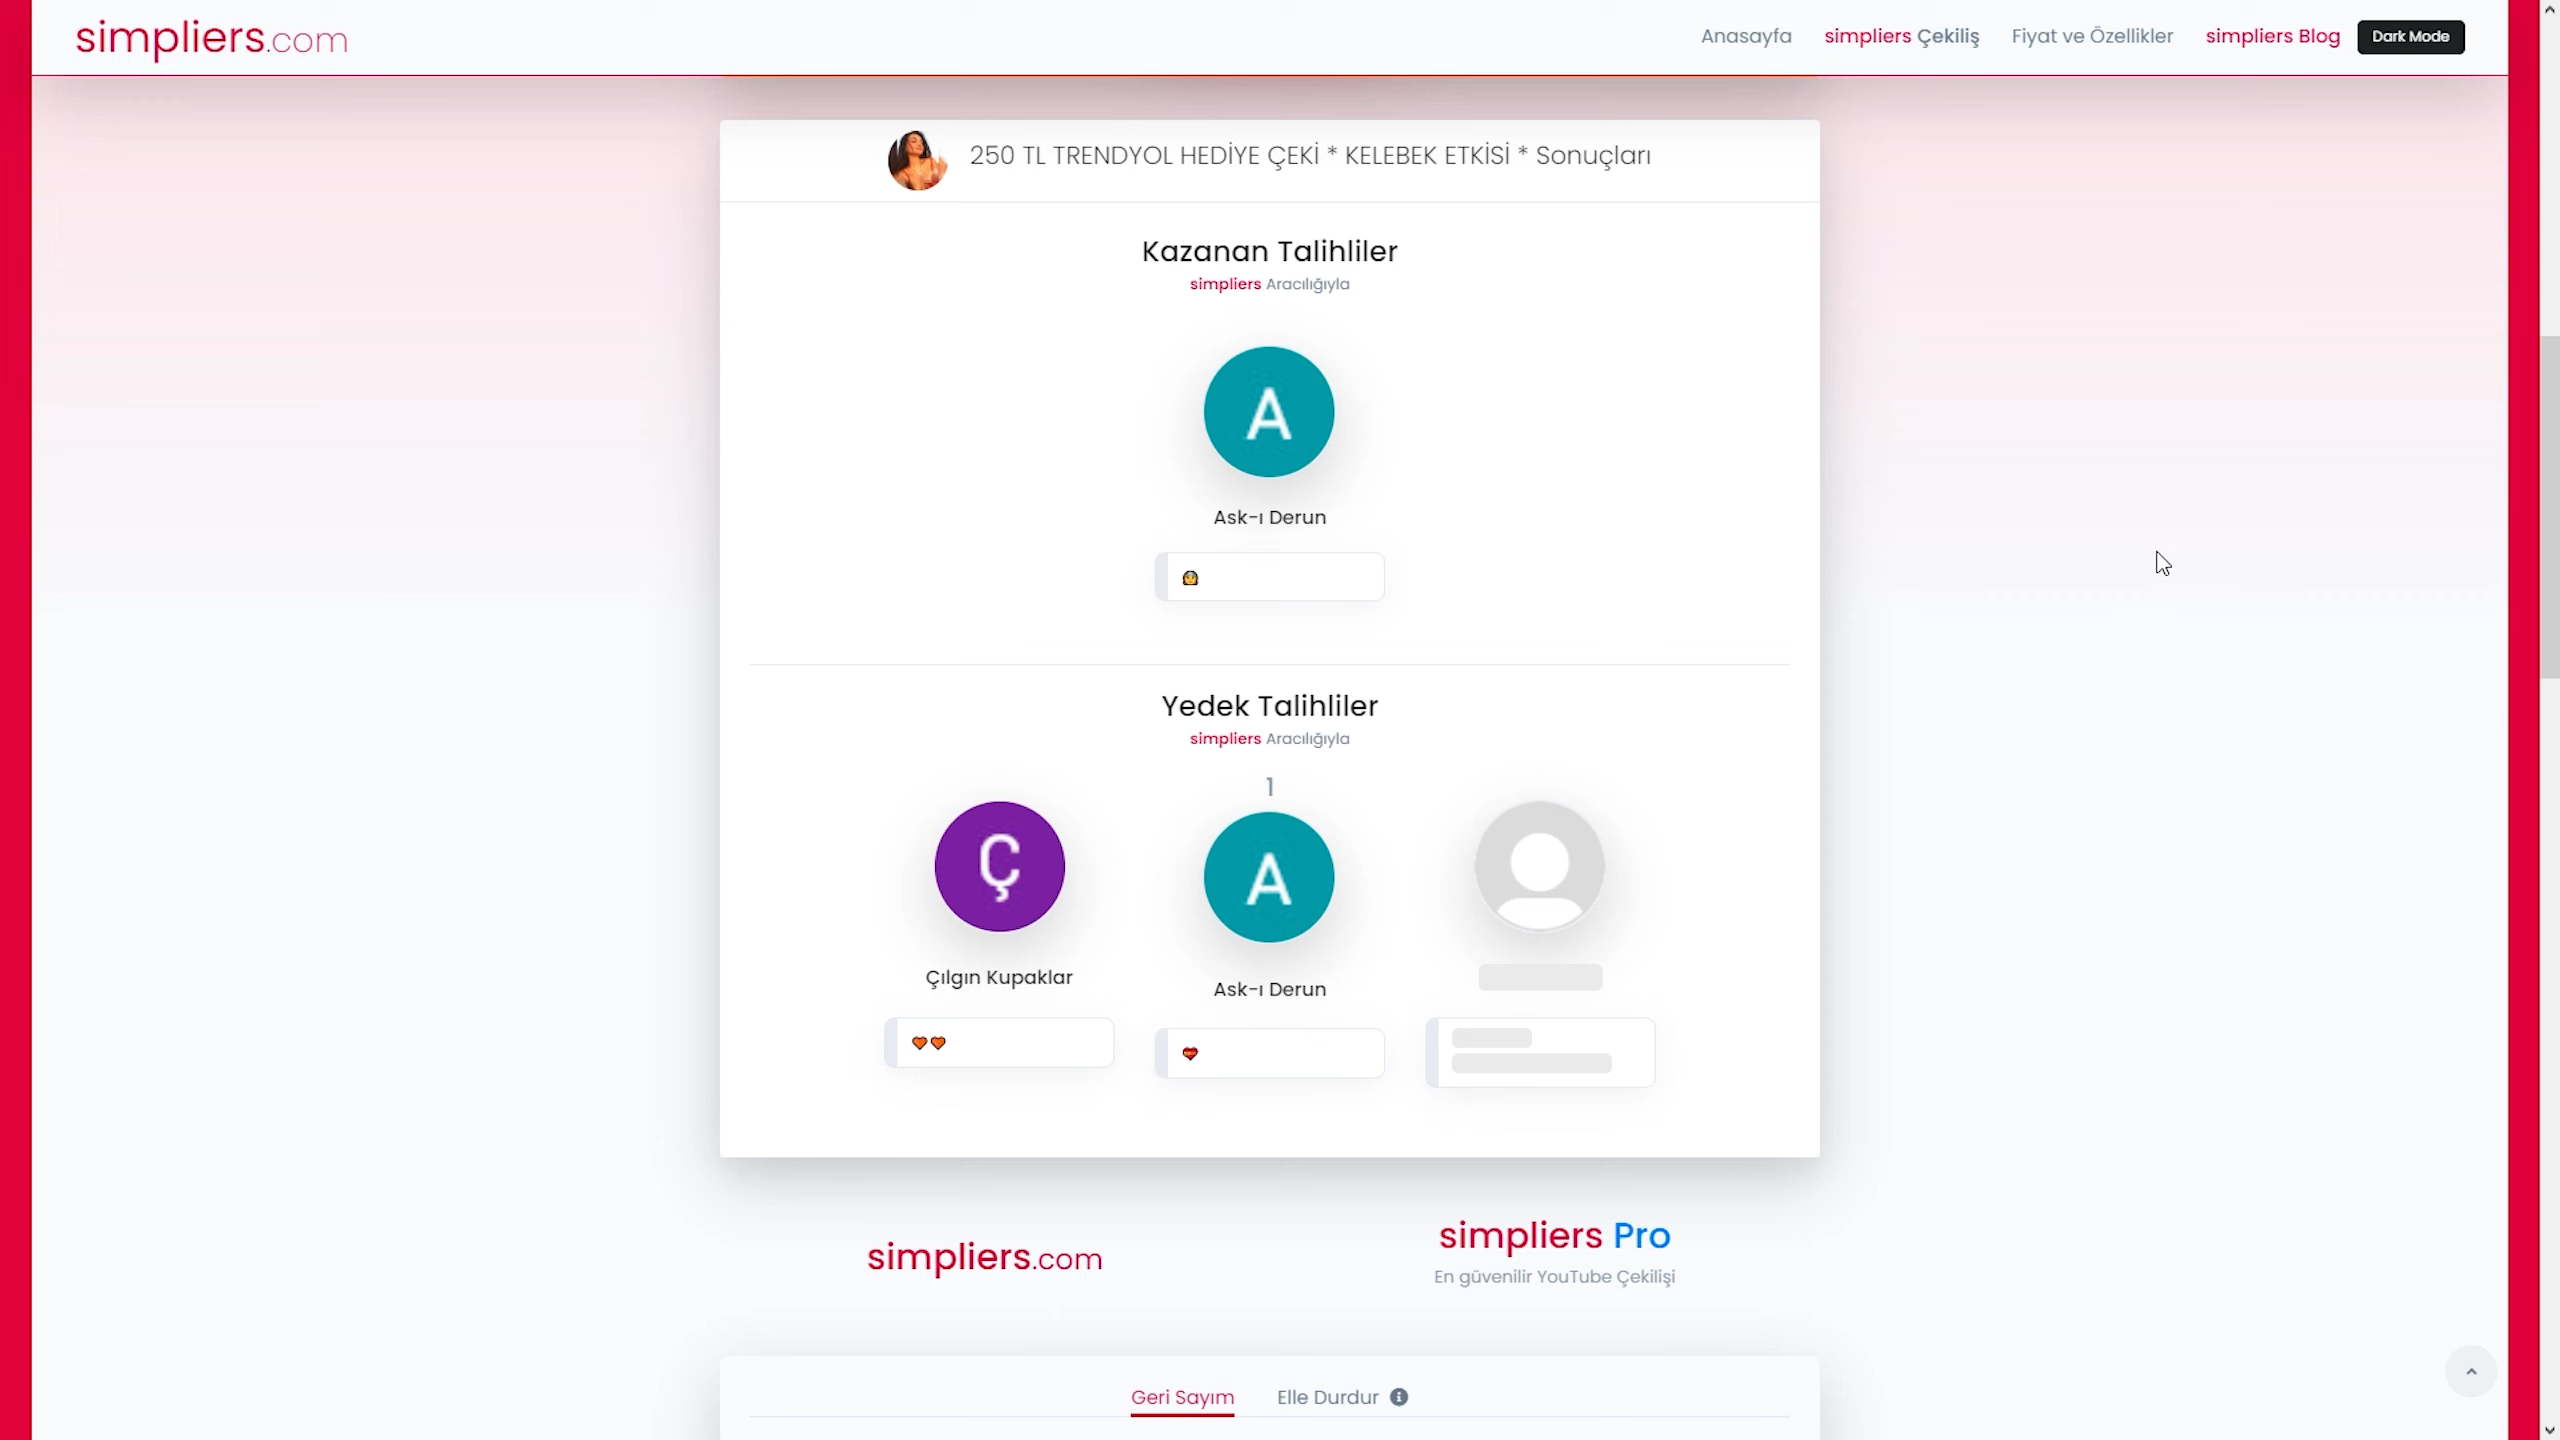 simpliers.com
Anasayfa simpliers Çekiliş Fiyat ve Özellikler simpliers Blog Dark Mode
250 TL TRENDYOL HEDİYE ÇEKİ * KELEBEK ETKİSİ * Sonuçları
Kazanan Talihliler
simpliers Aracılığıyla
A
Ask-ı Derun
Yedek Talihliler
simpliers Aracılığıyla
1
Ç A
Çılgın Kupaklar Ask-ı Derun
simpliers.com simpliers Pro
En güvenilir YouTube Çekilişi
Geri Sayım Elle Durdur